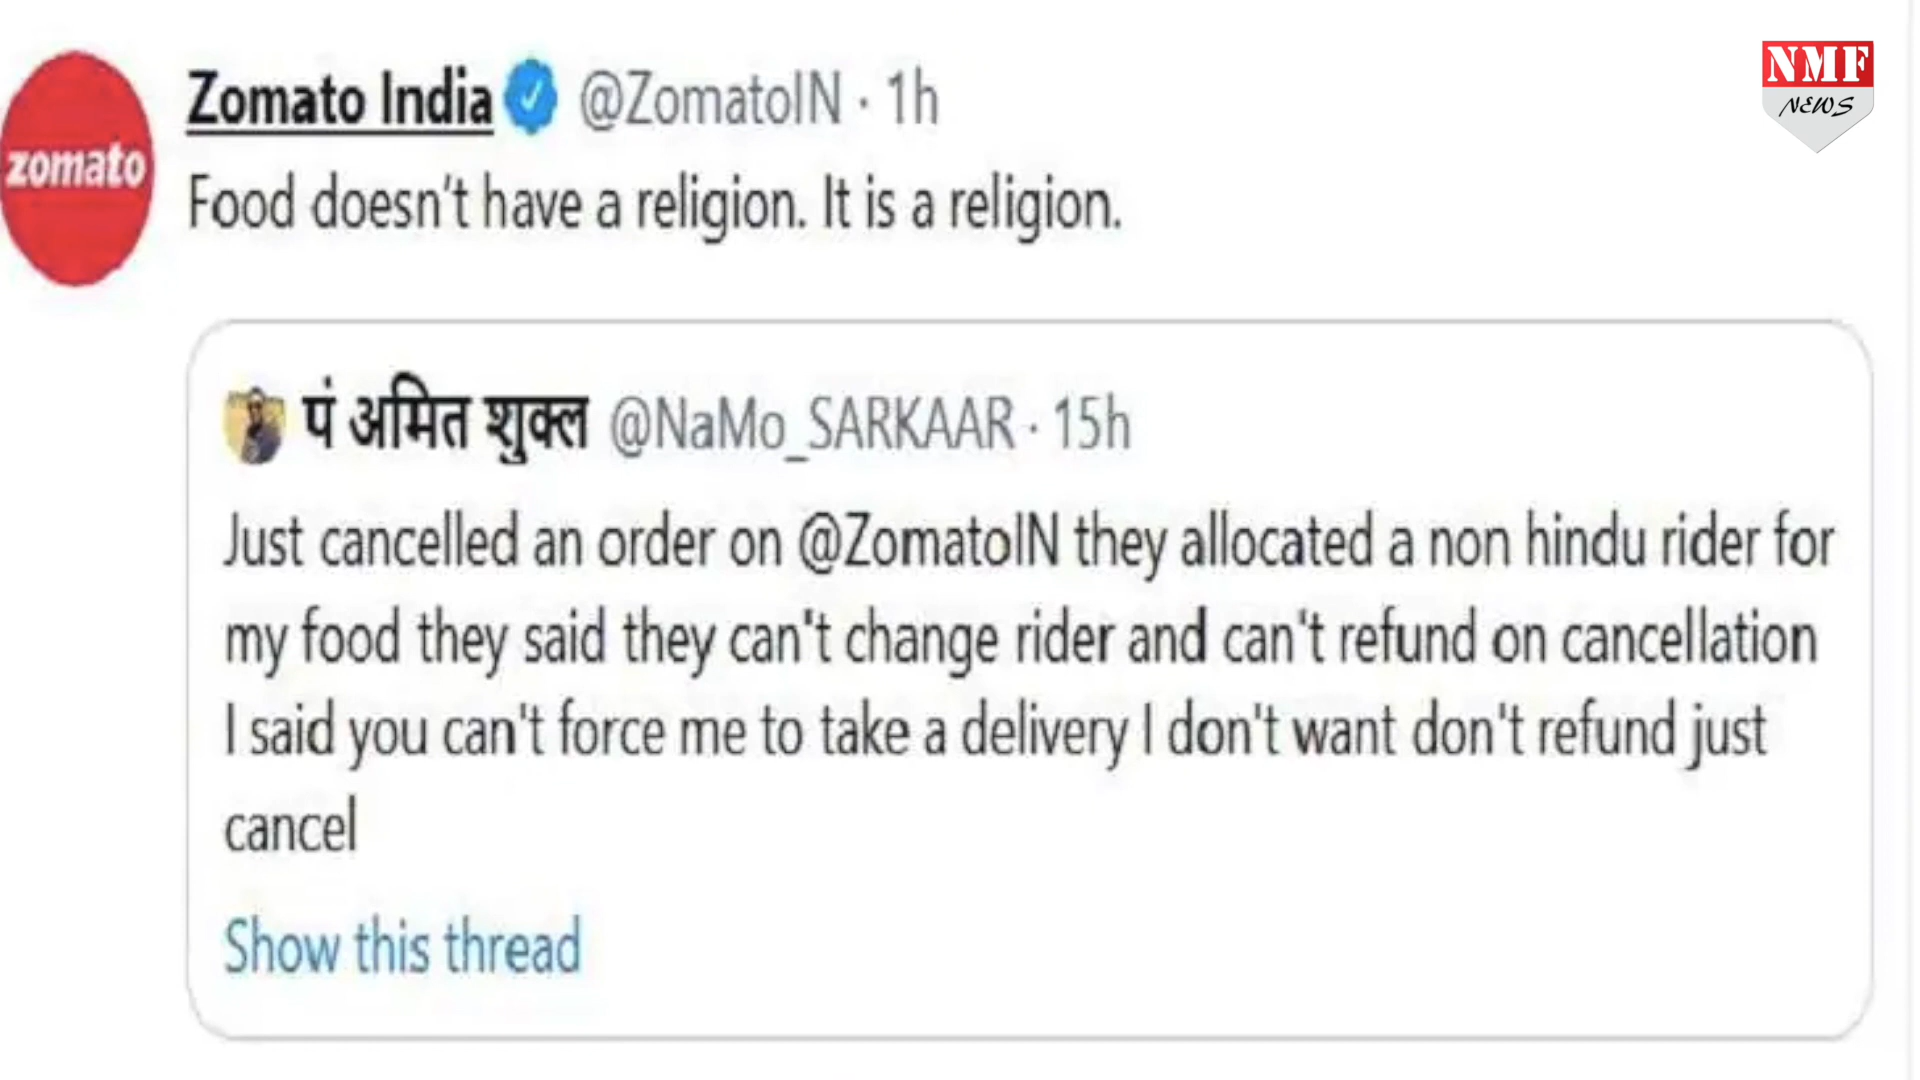 NMF
NEWS
zomato
Zomato India @ZomatoIN · 1h
Food doesn't have a religion. It is a religion.
पं अमित शुक्ल @NaMo_SARKAAR · 15h
Just cancelled an order on @ZomatoIN they allocated a non hindu rider for
my food they said they can't change rider and can't refund on cancellation
I said you can't force me to take a delivery I don't want don't refund just
cancel
Show this thread